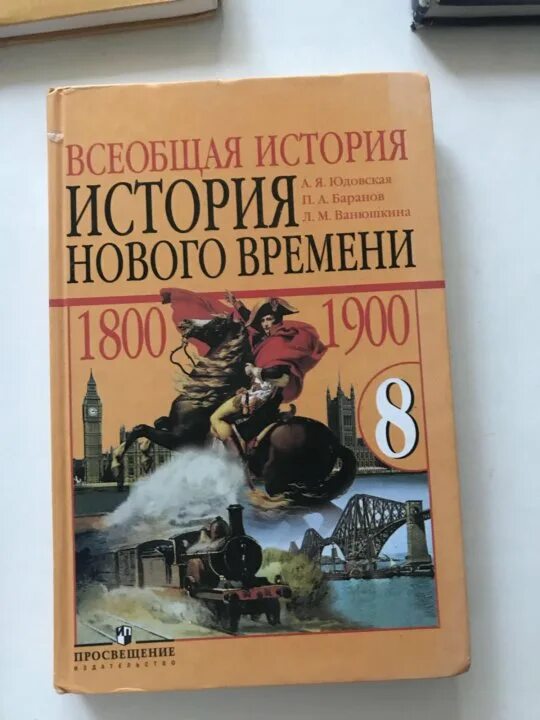 ВСЕОБЩАЯ ИСТОРИЯ
ИСТОРИЯ
А. Я. Юдовская
П. А. Баранов
Л. М. Ванюшкина
НОВОГО ВРЕМЕНИ
1800
1900
8
ПРОСВЕЩЕНИЕ
ИЗДАТЕЛЬСТВО